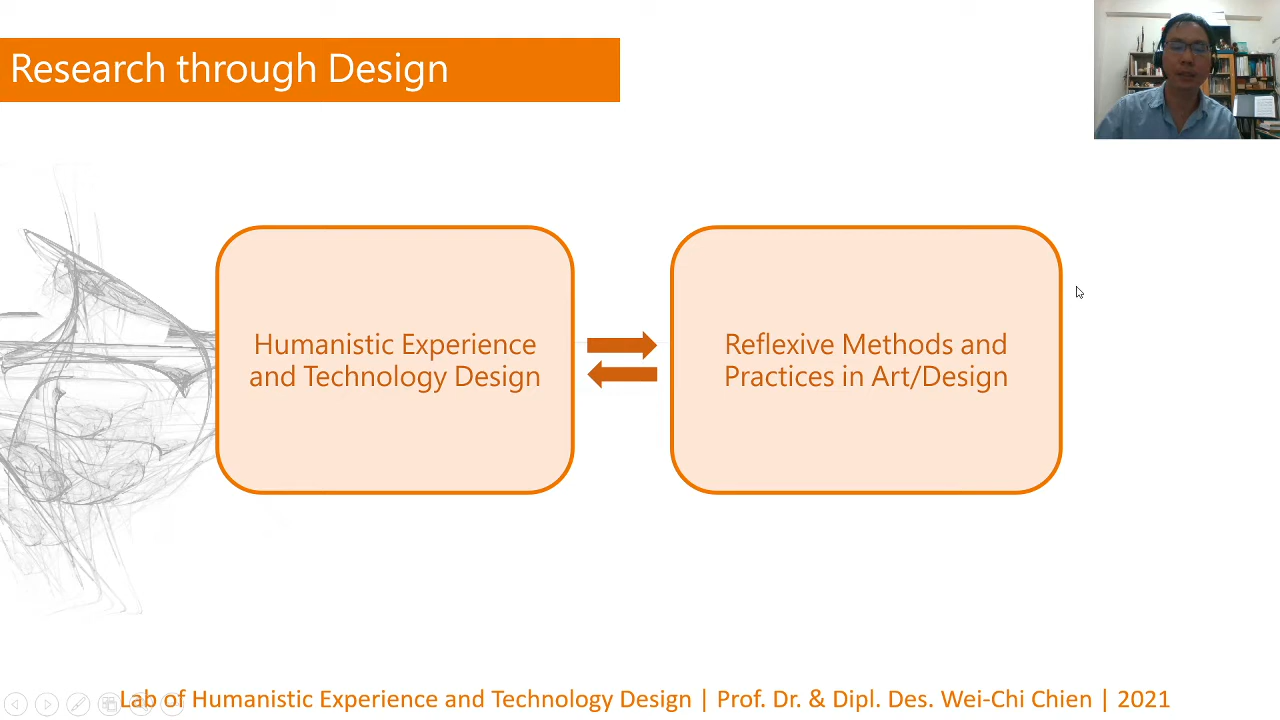 Research through Design
Humanistic Experience
and Technology Design
Reflexive Methods and
Practices in Art/Design
Lab of Humanistic Experience and Technology Design | Prof. Dr. & Dipl. Des. Wei-Chi Chien | 2021